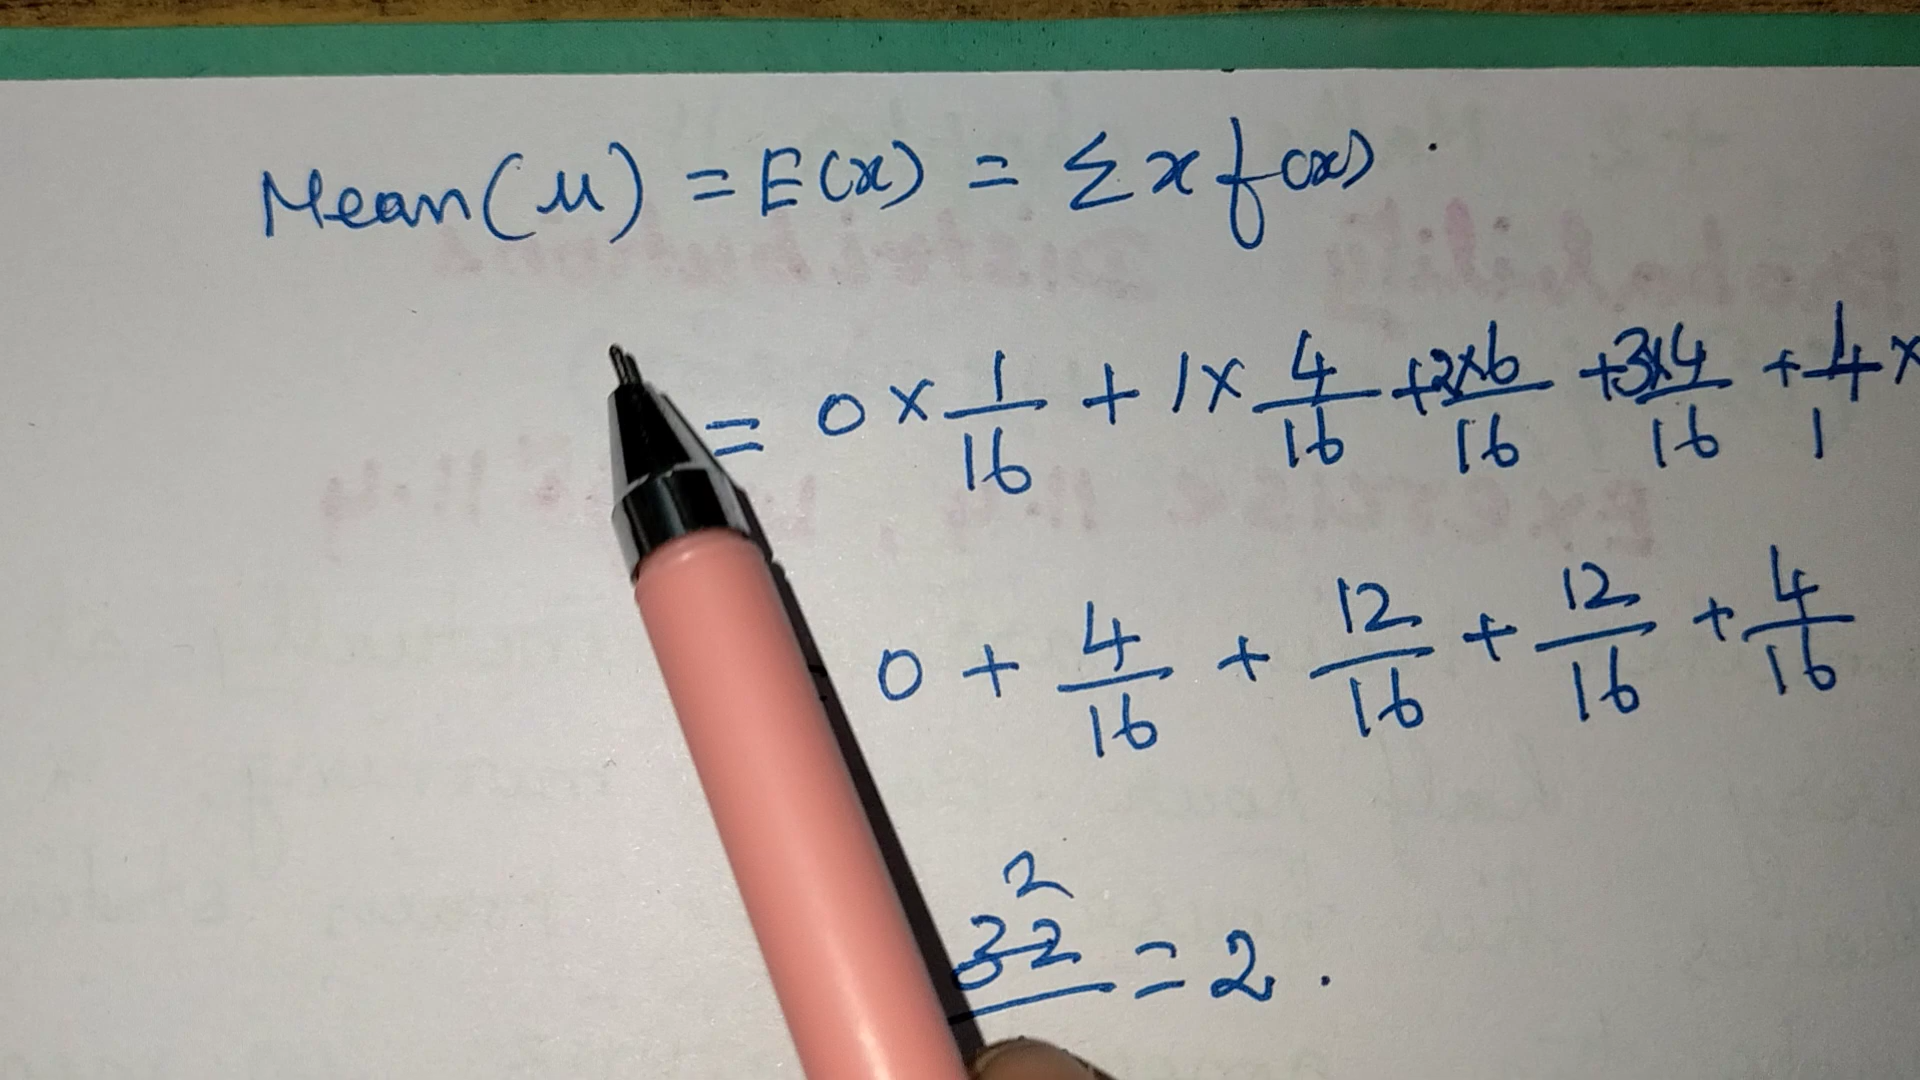 Mean(μ) = E(x) = Σ x f(x).
= 0 × 1/16 + 1 × 4/16 + 2×6/16 + 3×4/16 + 4 ×
0 + 4/16 + 12/16 + 12/16 + 4/16
2
32 = 2.